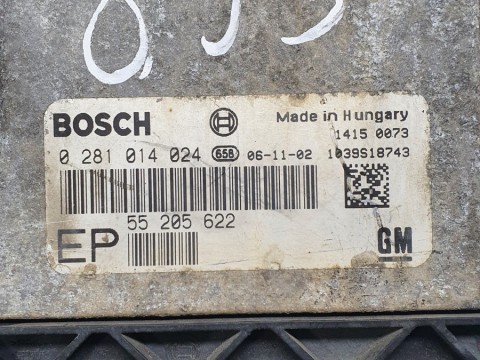 BOSCH
Made in Hungary
1415 0073
0 281 014 024 658 06-11-02 1039S18743
55 205 622
EP
GM